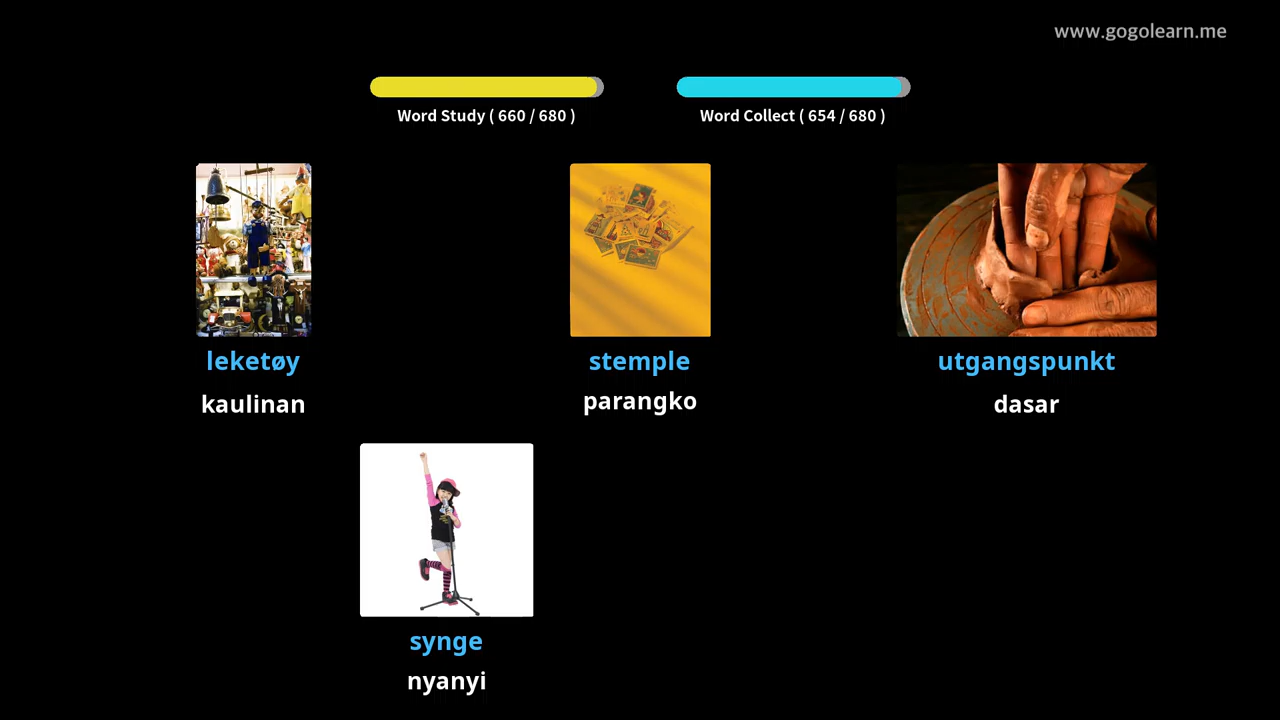 www.gogolearn.me
Word Study ( 660 / 680 )
Word Collect ( 654 / 680 )
leketøy
kaulinan
stemple
parangko
utgangspunkt
dasar
synge
nyanyi